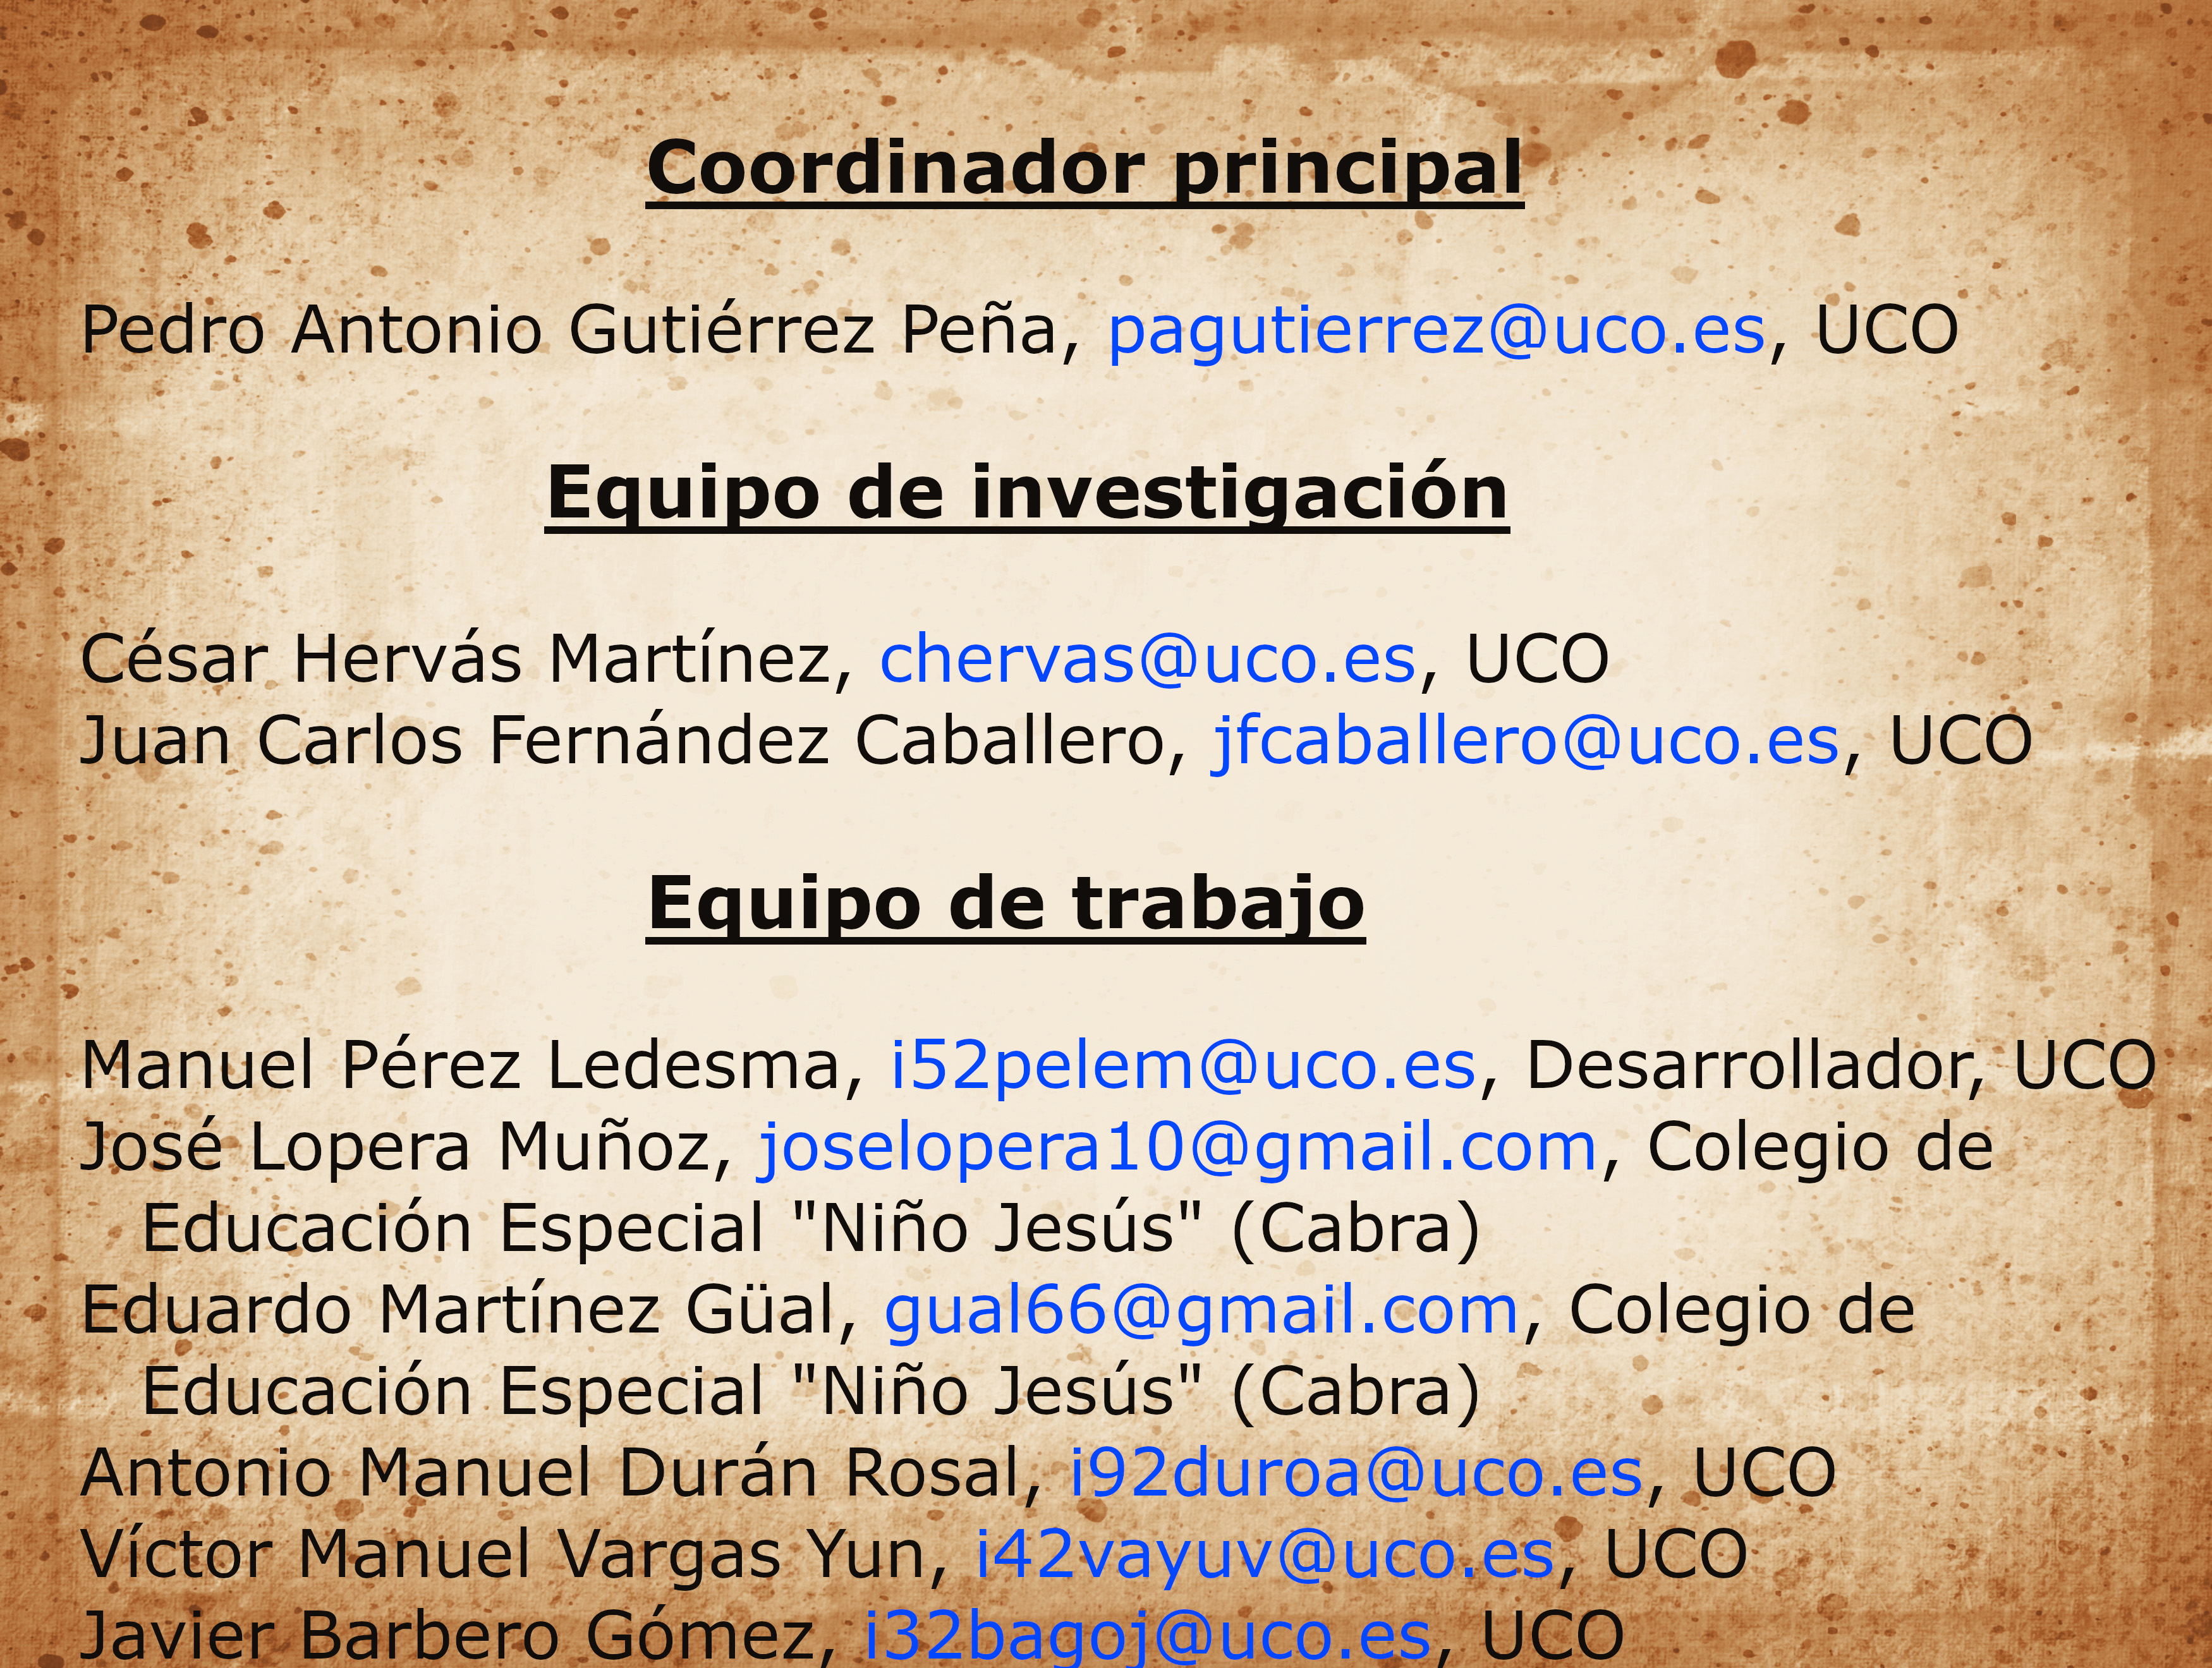 Coordinador principal
Pedro Antonio Gutiérrez Peña, pagutierrez@uco.es, UCO
Equipo de investigación
César Hervás Martínez, chervas@uco.es, UCO
Juan Carlos Fernández Caballero, jfcaballero@uco.es, UCO
Equipo de trabajo
Manuel Pérez Ledesma, i52pelem@uco.es, Desarrollador, UCO
José Lopera Muñoz, joselopera10@gmail.com, Colegio de
Educación Especial "Niño Jesús" (Cabra)
Eduardo Martínez Güal, gual66@gmail.com, Colegio de
Educación Especial "Niño Jesús" (Cabra)
Antonio Manuel Durán Rosal, i92duroa@uco.es, UCO
Víctor Manuel Vargas Yun, i42vayuv@uco.es, UCO
Javier Barbero Gómez, i32bagoj@uco.es, UCO